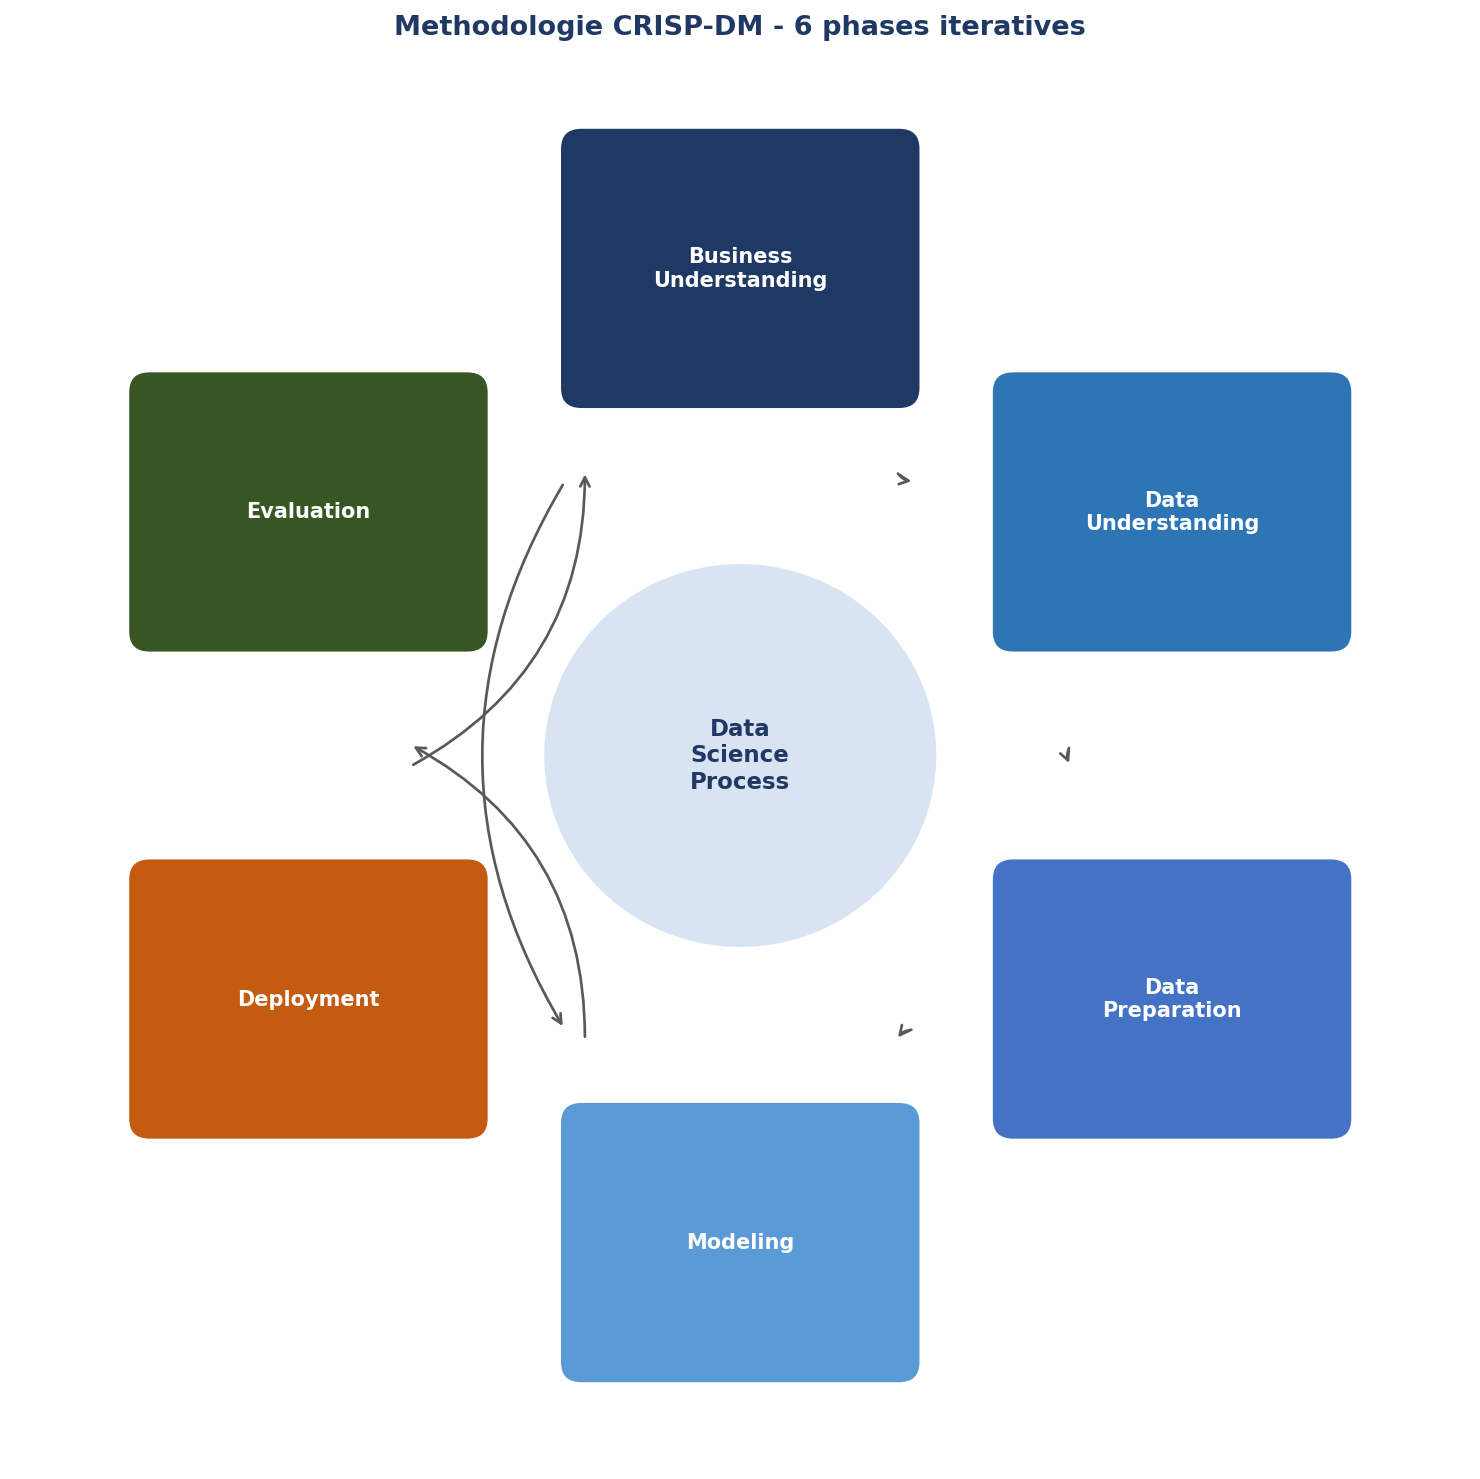 Methodologie CRISP-DM - 6 phases iteratives
Business
Understanding
Evaluation
Data
Understanding
Data
Science
Process
Deployment
Data
Preparation
Modeling